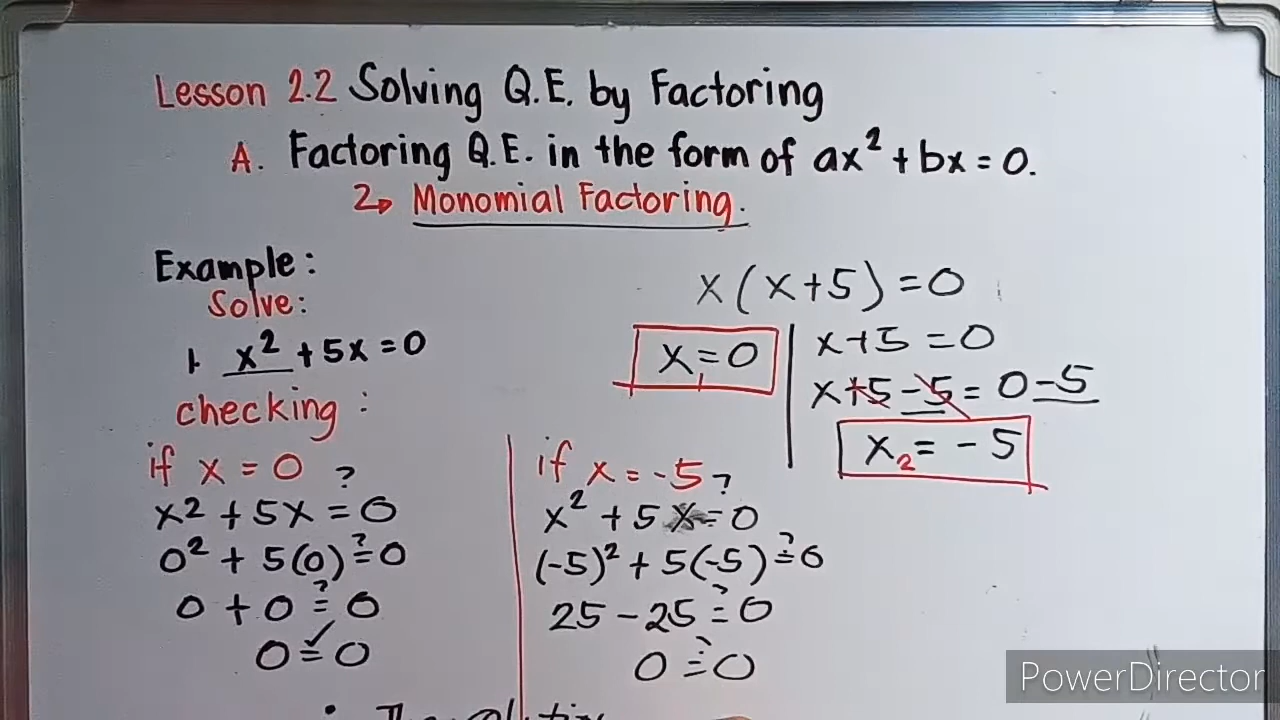 Lesson 2.2 Solving Q.E. by Factoring
A. Factoring Q.E. in the form of ax² + bx = 0.
Monomial Factoring.
Example:
Solve:
1. x² + 5x = 0
x(x+5) = 0
x₁ = 0
x+5 = 0
x+5-5 = 0-5
x₂ = -5
checking:
if x = 0 ?
x² + 5x = 0
0² + 5(0) ≟ 0
0 + 0 ≟ 0
0 = 0 ✓
if x = -5 ?
x² + 5x = 0
(-5)² + 5(-5) ≟ 0
25 - 25 ≟ 0
0 ≟ 0
PowerDirector